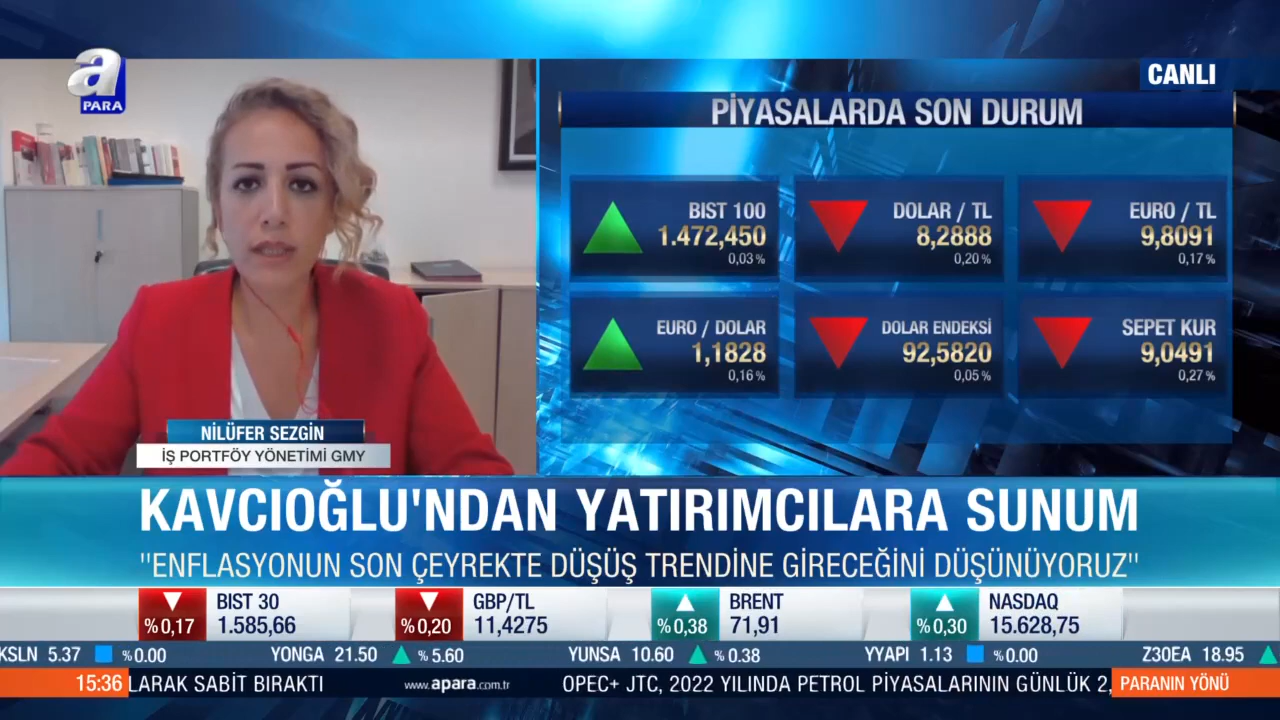 a
PARA
CANLI
PİYASALARDA SON DURUM
BIST 100
1.472,450
0,03 %
DOLAR / TL
8,2888
0,20 %
EURO / TL
9,8091
0,17 %
EURO / DOLAR
1,1828
0,16 %
DOLAR ENDEKSİ
92,5820
0,05 %
SEPET KUR
9,0491
0,27 %
NİLÜFER SEZGİN
İŞ PORTFÖY YÖNETİMİ GMY
KAVCIOĞLU'NDAN YATIRIMCILARA SUNUM
"ENFLASYONUN SON ÇEYREKTE DÜŞÜŞ TRENDİNE GİRECEĞİNİ DÜŞÜNÜYORUZ"
%0,17 BIST 30 1.585,66
%0,20 GBP/TL 11,4275
%0,38 BRENT 71,91
%0,30 NASDAQ 15.628,75
KSLN 5.37 %0.00 YONGA 21.50 %5.60 YUNSA 10.60 %0.38 YYAPI 1.13 %0.00 Z30EA 18.95
15:36 LARAK SABİT BIRAKTI www.apara.com.tr OPEC+ JTC, 2022 YILINDA PETROL PİYASALARININ GÜNLÜK 2, PARANIN YÖNÜ